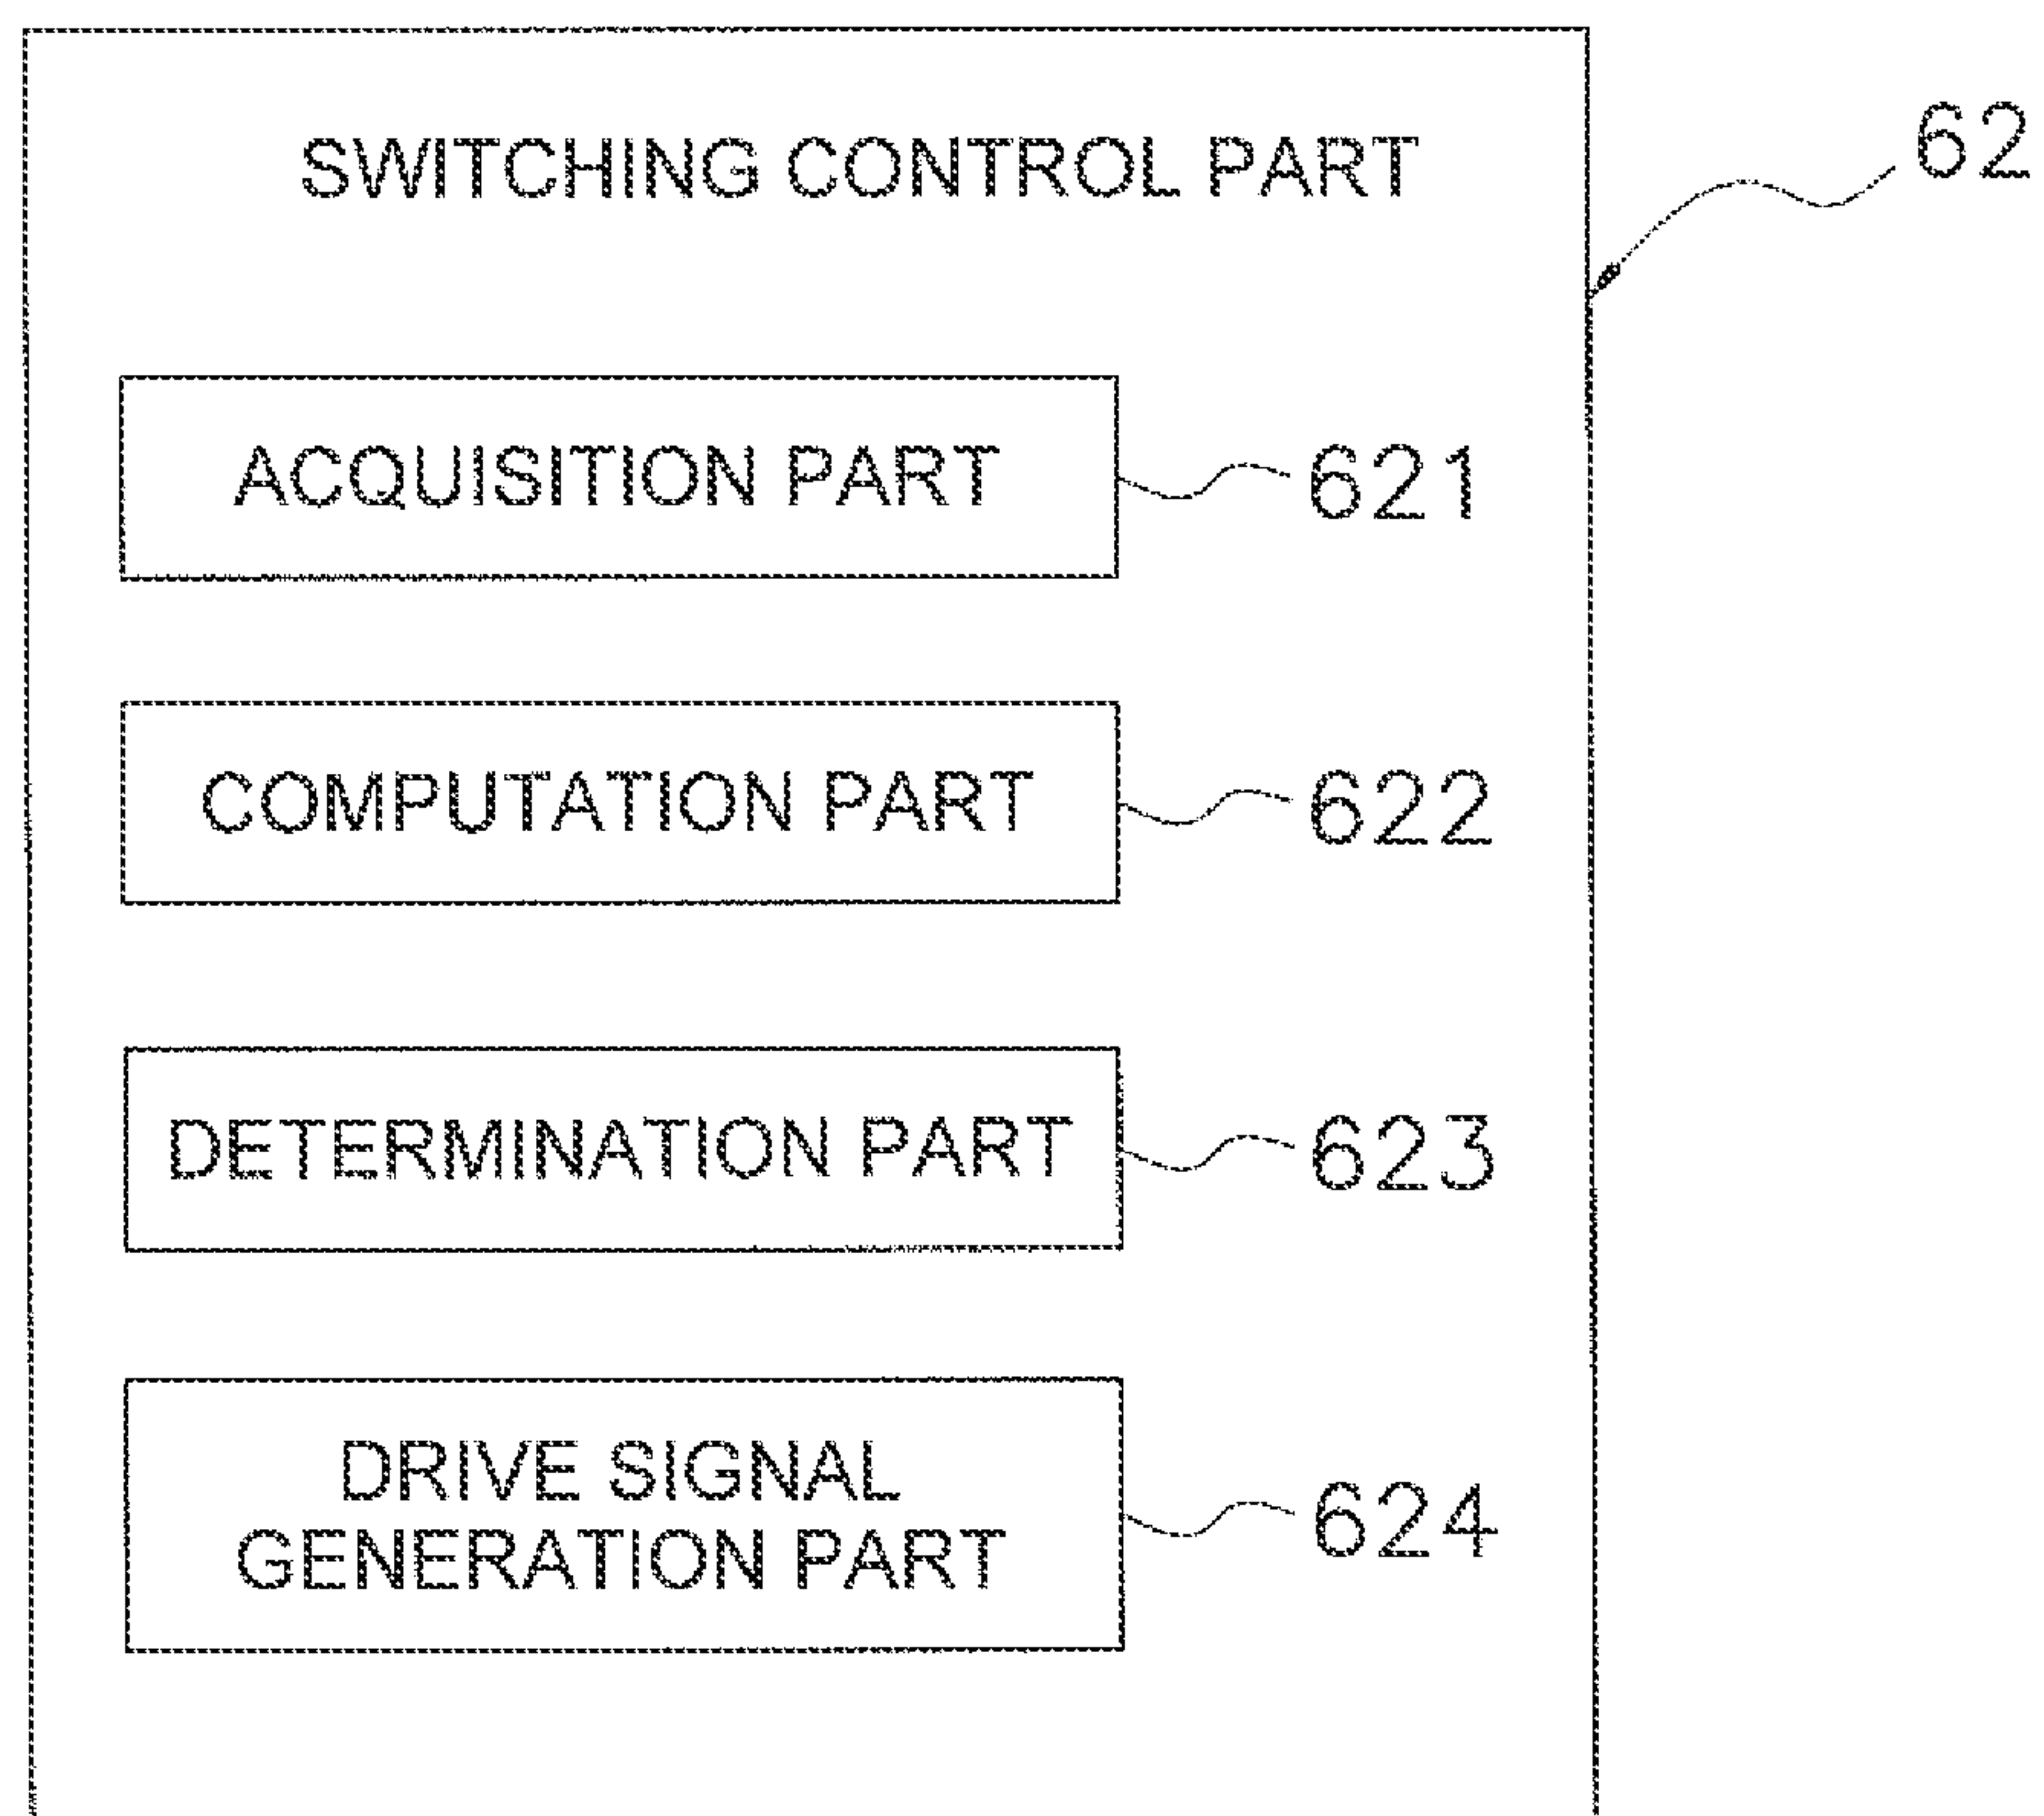 SWITCHING CONTROL PART
62
ACQUISITION PART
621
COMPUTATION PART
622
DETERMINATION PART
623
DRIVE SIGNAL
GENERATION PART
624